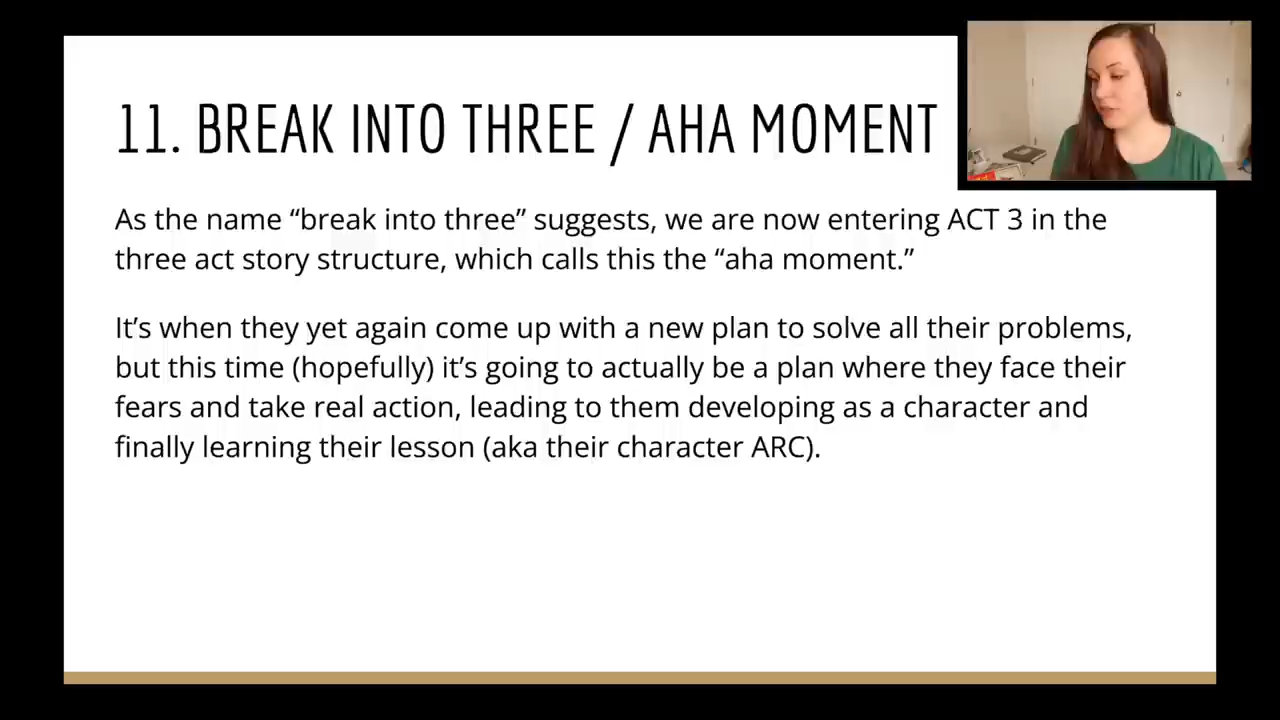 11. BREAK INTO THREE / AHA MOMENT
As the name “break into three” suggests, we are now entering ACT 3 in the
three act story structure, which calls this the “aha moment.”
It’s when they yet again come up with a new plan to solve all their problems,
but this time (hopefully) it’s going to actually be a plan where they face their
fears and take real action, leading to them developing as a character and
finally learning their lesson (aka their character ARC).